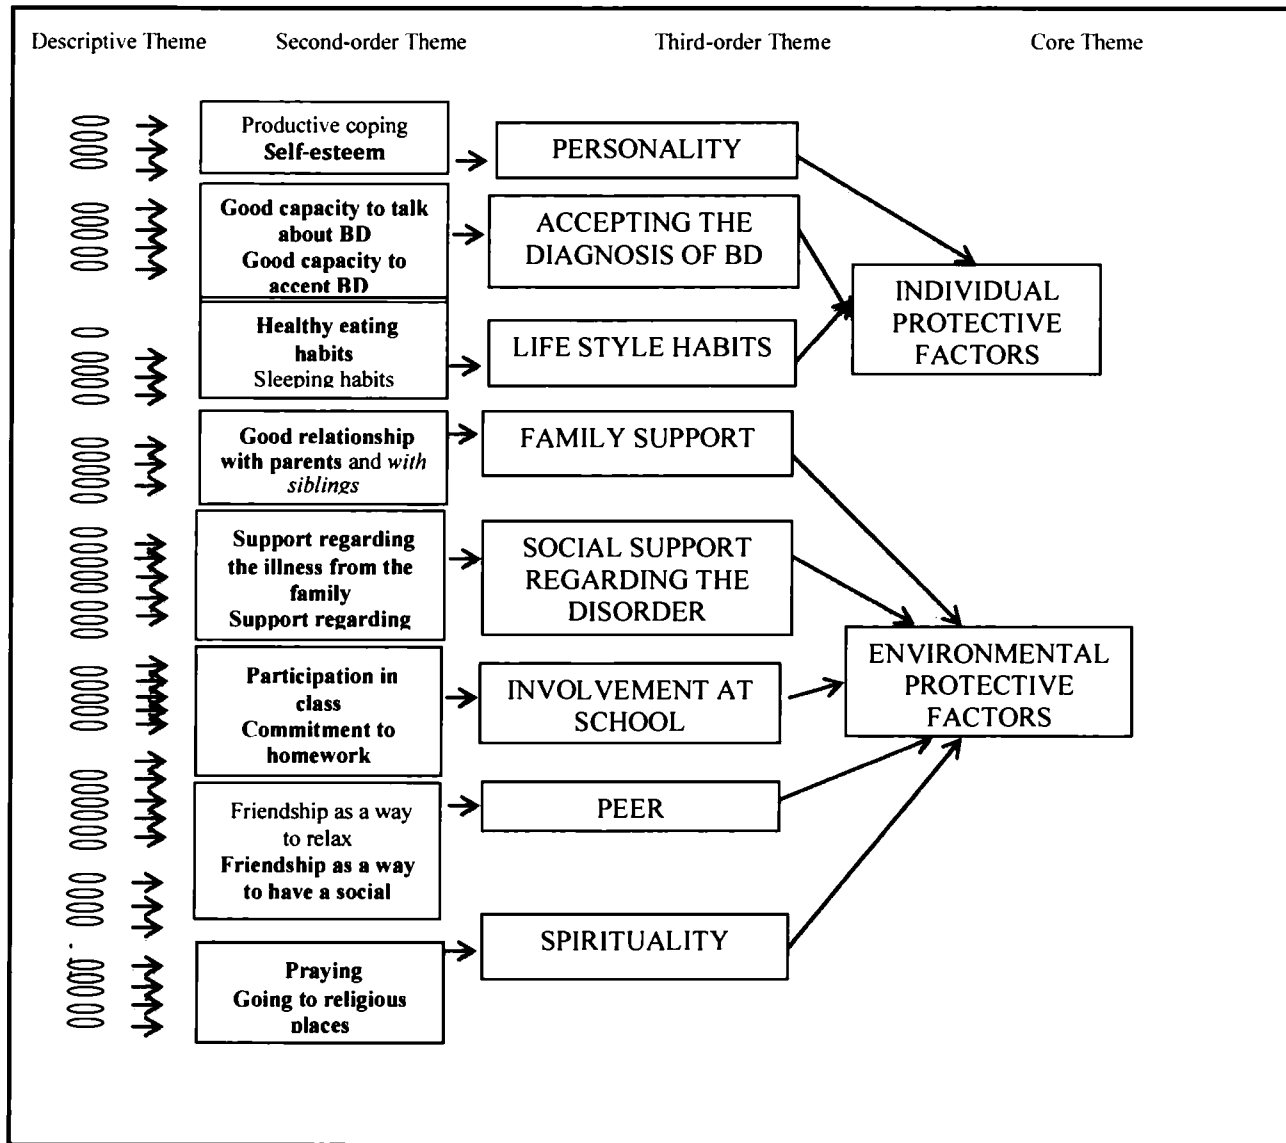 Descriptive Theme
Second-order Theme
Third-order Theme
Core Theme
Productive coping
Self-esteem
PERSONALITY
Good capacity to talk
about BD
Good capacity to
accent BD
ACCEPTING THE
DIAGNOSIS OF BD
INDIVIDUAL
PROTECTIVE
FACTORS
Healthy eating
habits
Sleeping habits
LIFE STYLE HABITS
Good relationship
with parents and with
siblings
FAMILY SUPPORT
Support regarding
the illness from the
family
Support regarding
SOCIAL SUPPORT
REGARDING THE
DISORDER
ENVIRONMENTAL
PROTECTIVE
FACTORS
Participation in
class
Commitment to
homework
INVOLVEMENT AT
SCHOOL
Friendship as a way
to relax
Friendship as a way
to have a social
PEER
SPIRITUALITY
Praying
Going to religious
places